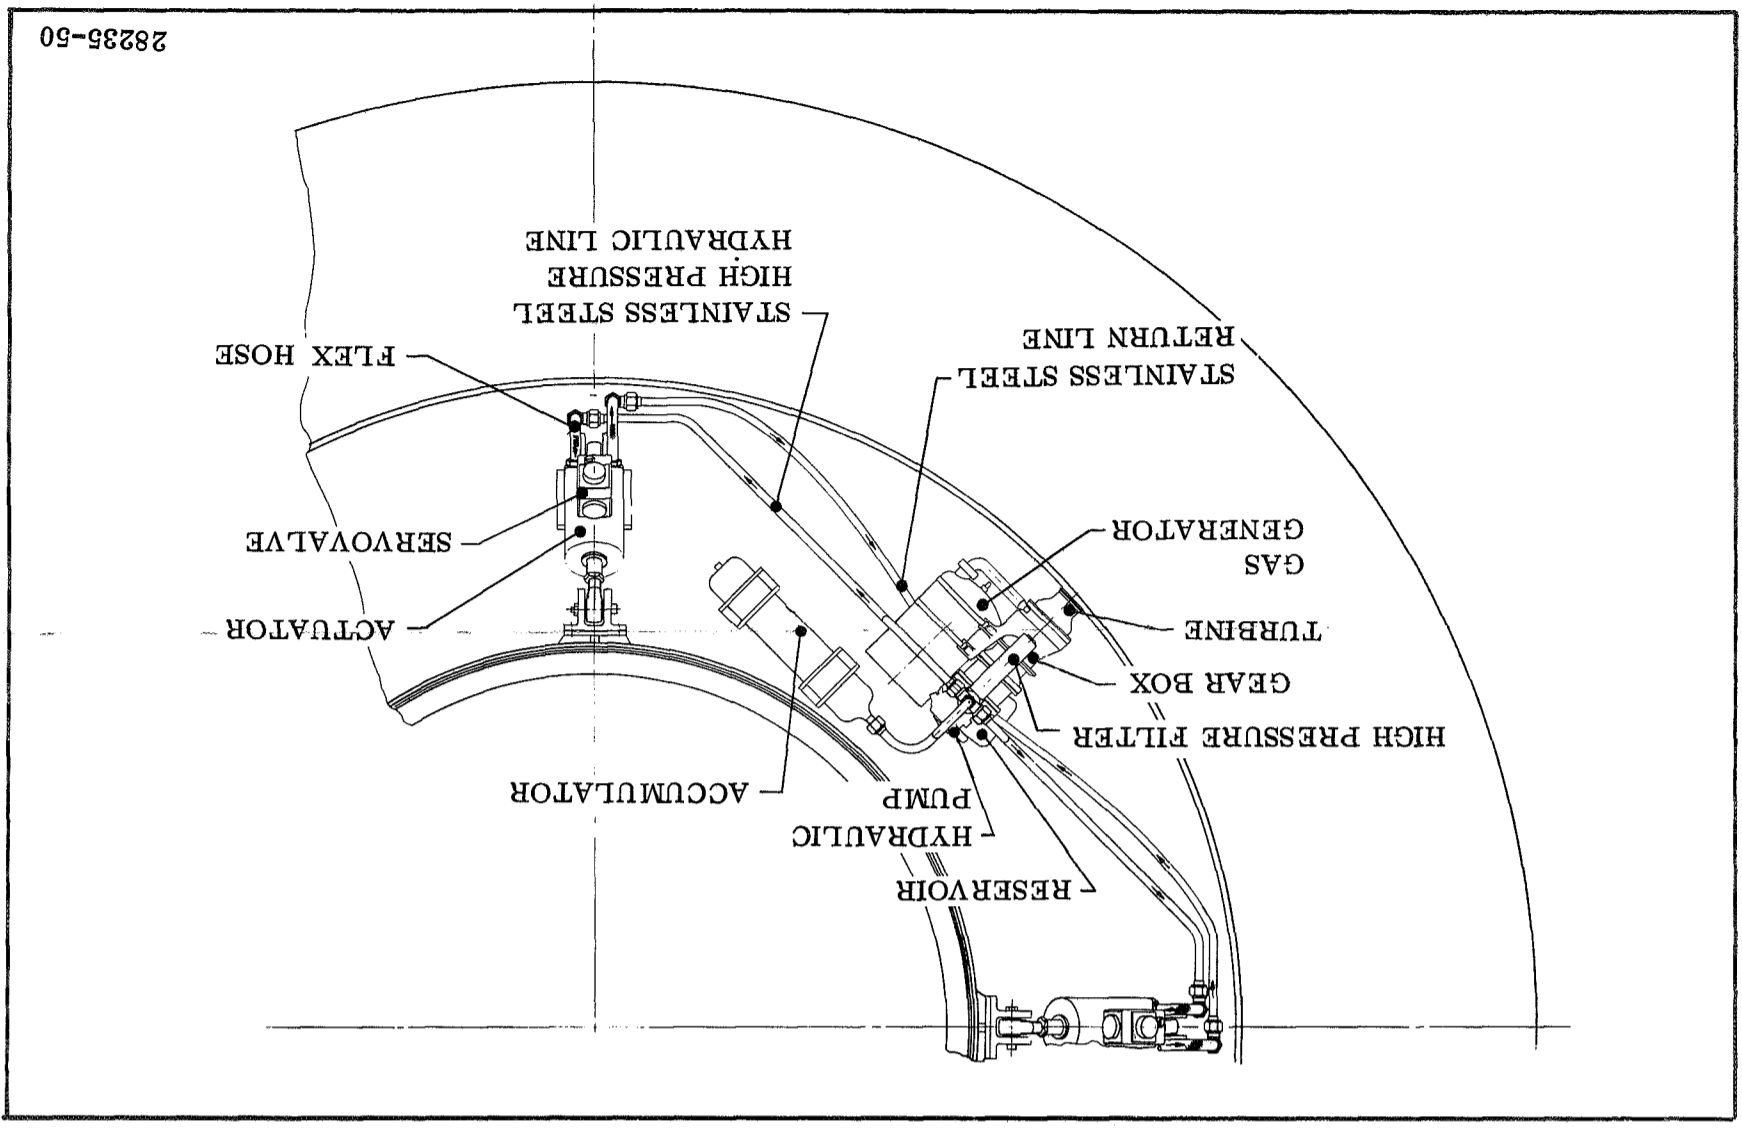 RESERVOIR
HYDRAULIC
PUMP
ACCUMULATOR
HIGH PRESSURE FILTER
GEAR BOX
TURBINE
GAS
GENERATOR
ACTUATOR
SERVOVALVE
STAINLESS STEEL
RETURN LINE
FLEX HOSE
STAINLESS STEEL
HIGH PRESSURE
HYDRAULIC LINE
28235-50